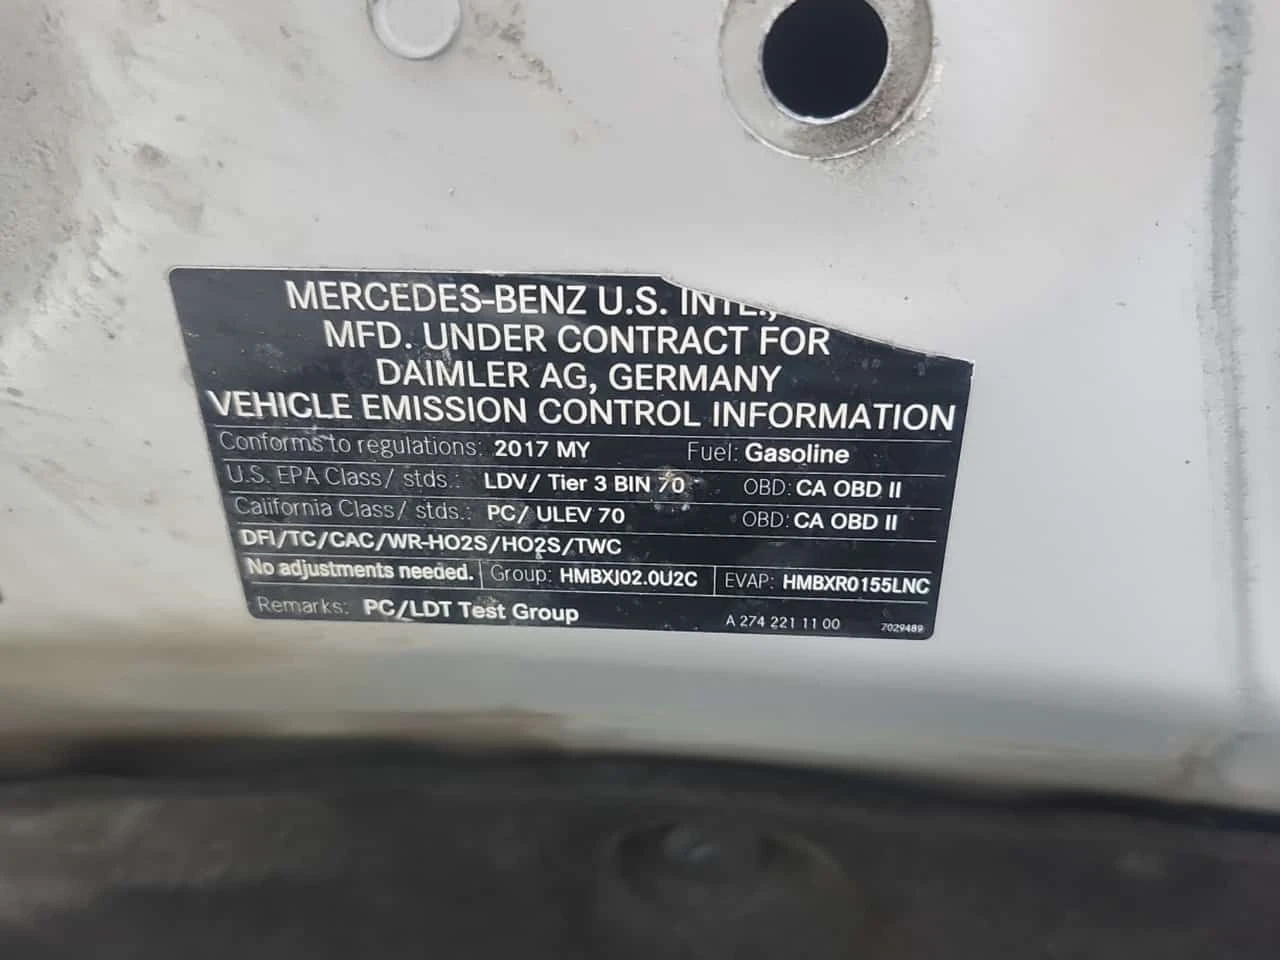 MERCEDES-BENZ U.S. INTL.,
MFD. UNDER CONTRACT FOR
DAIMLER AG, GERMANY
VEHICLE EMISSION CONTROL INFORMATION
Conforms to regulations: 2017 MY Fuel: Gasoline
U.S. EPA Class/ stds.: LDV/ Tier 3 BIN 70 OBD: CA OBD II
California Class/ stds.: PC/ ULEV 70 OBD: CA OBD II
DFI/TC/CAC/WR-HO2S/HO2S/TWC
No adjustments needed. Group: HMBXJ02.0U2C EVAP: HMBXR0155LNC
Remarks: PC/LDT Test Group A 274 221 11 00 7029489